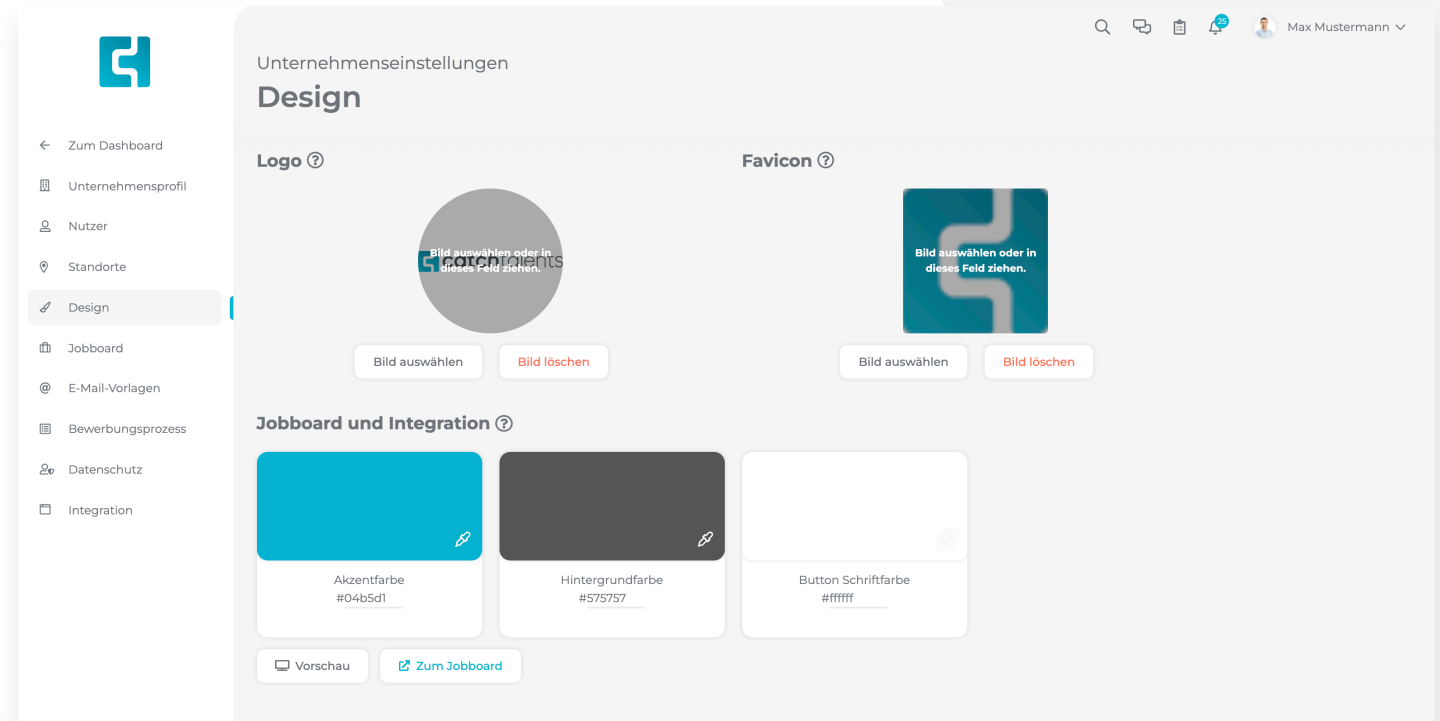 25
Max Mustermann
Unternehmenseinstellungen
Design
Zum Dashboard
Unternehmensprofil
Nutzer
Standorte
Design
Jobboard
E-Mail-Vorlagen
Bewerbungsprozess
Datenschutz
Integration
Logo
Favicon
Bild auswählen oder in
catchtalents
dieses Feld ziehen.
Bild auswählen oder in
dieses Feld ziehen.
Bild auswählen
Bild löschen
Bild auswählen
Bild löschen
Jobboard und Integration
Akzentfarbe
#04b5d1
Hintergrundfarbe
#575757
Button Schriftfarbe
#ffffff
Vorschau
Zum Jobboard